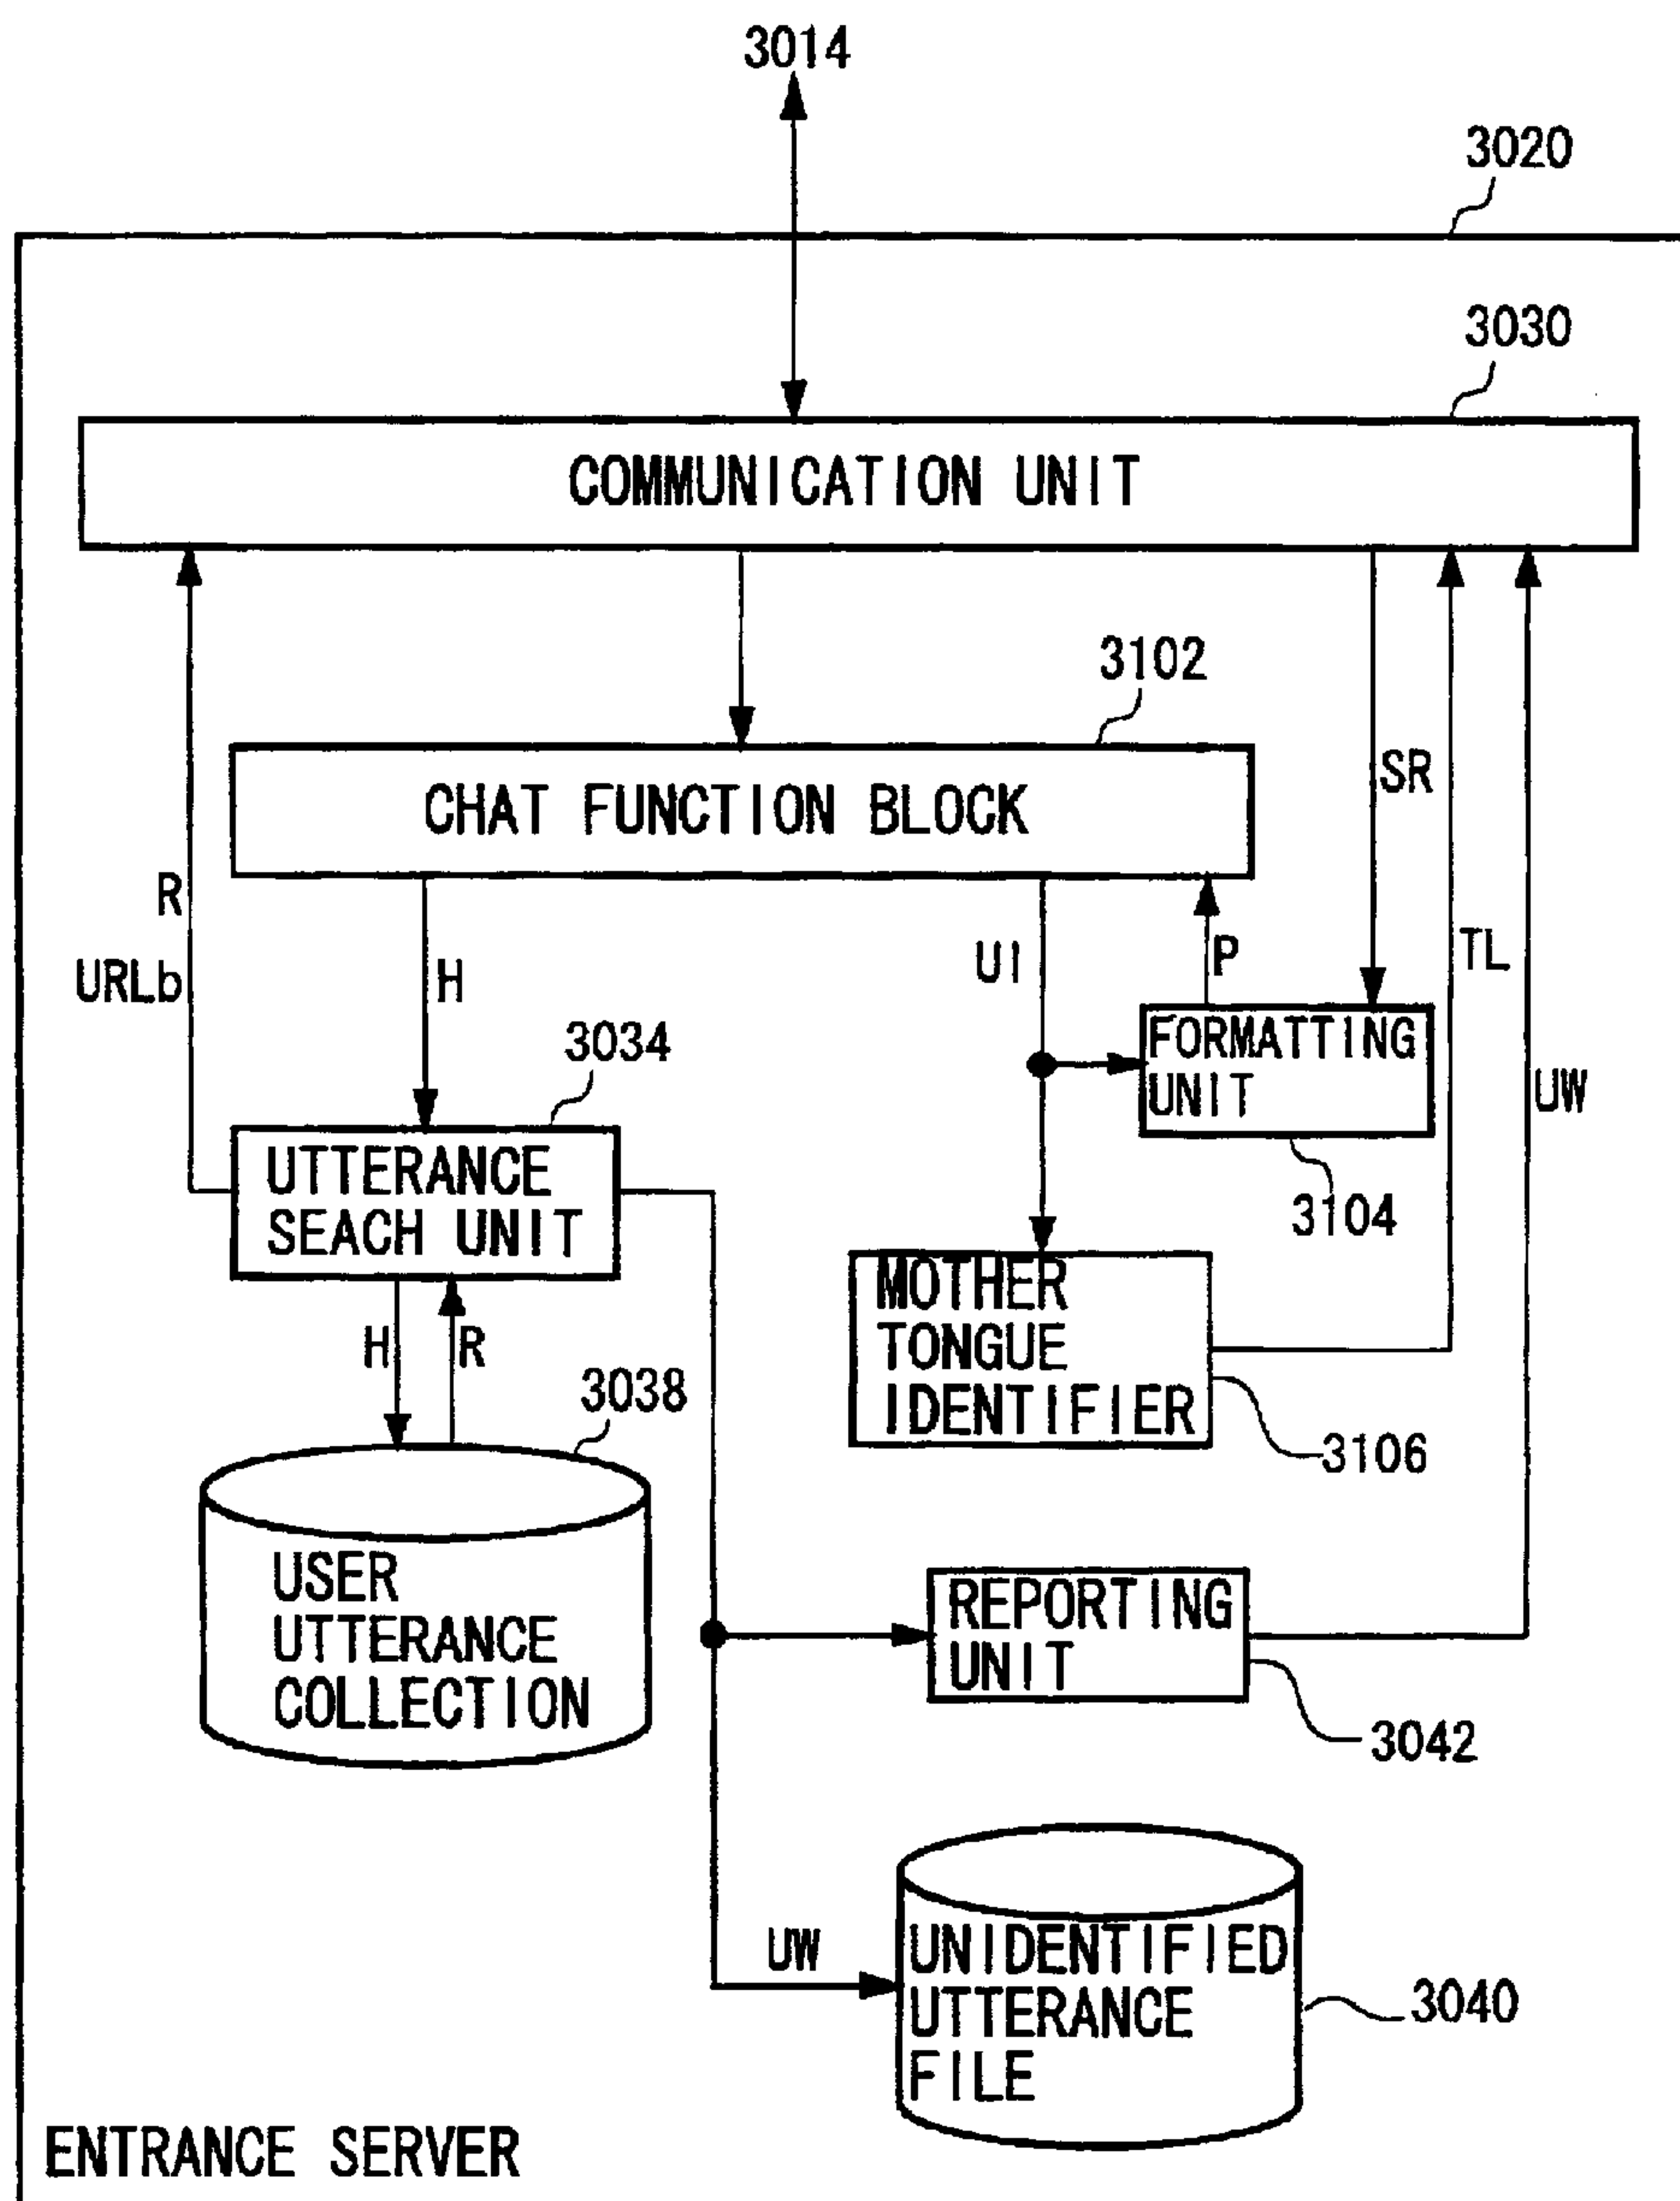 3014
3020
3030
COMMUNICATION UNIT
3102
CHAT FUNCTION BLOCK
SR
R
URLb
H
UI
P
TL
UW
FORMATTING
UNIT
3104
3034
UTTERANCE
SEACH UNIT
H
R
MOTHER
TONGUE
IDENTIFIER
3106
3038
USER
UTTERANCE
COLLECTION
REPORTING
UNIT
3042
UW
UNIDENTIFIED
UTTERANCE
FILE
3040
ENTRANCE SERVER